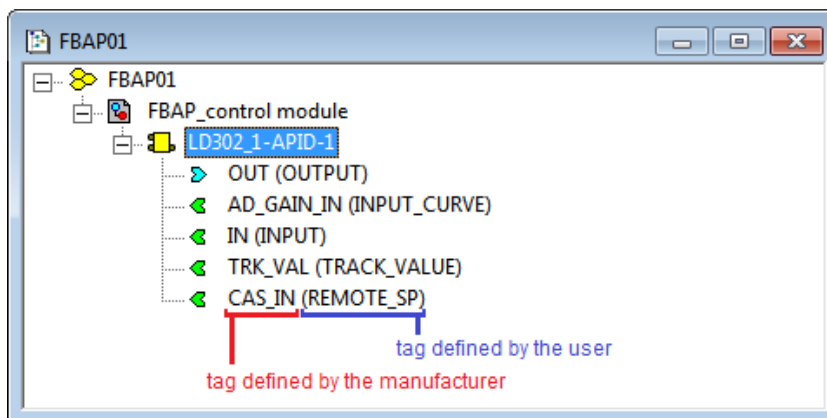 FBAP01
FBAP01
FBAP_control module
LD302_1-APID-1
OUT (OUTPUT)
AD_GAIN_IN (INPUT_CURVE)
IN (INPUT)
TRK_VAL (TRACK_VALUE)
CAS_IN (REMOTE_SP)
tag defined by the user
tag defined by the manufacturer